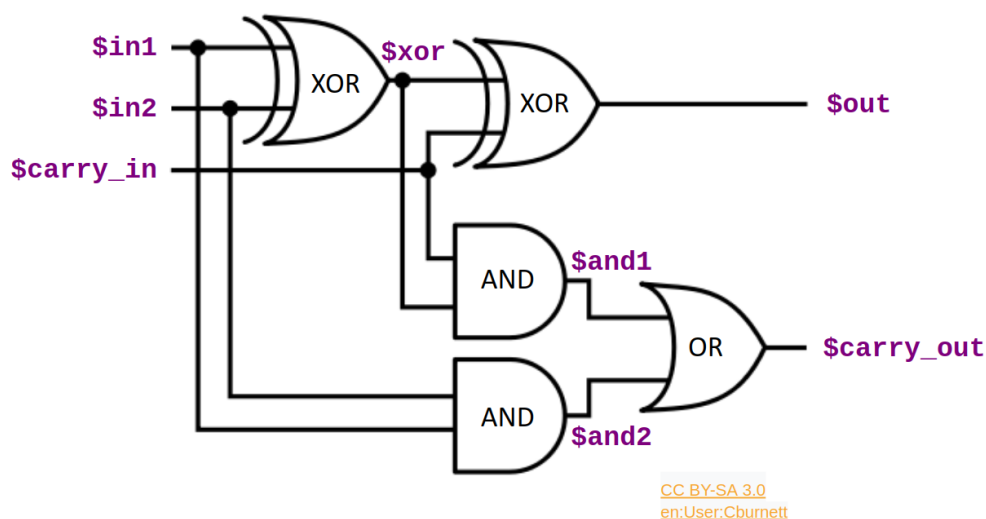 $in1
XOR
$xor
XOR
$in2
$out
$carry_in
AND
$and1
OR
$carry_out
AND
$and2
CC BY-SA 3.0
en:User:Cburnett